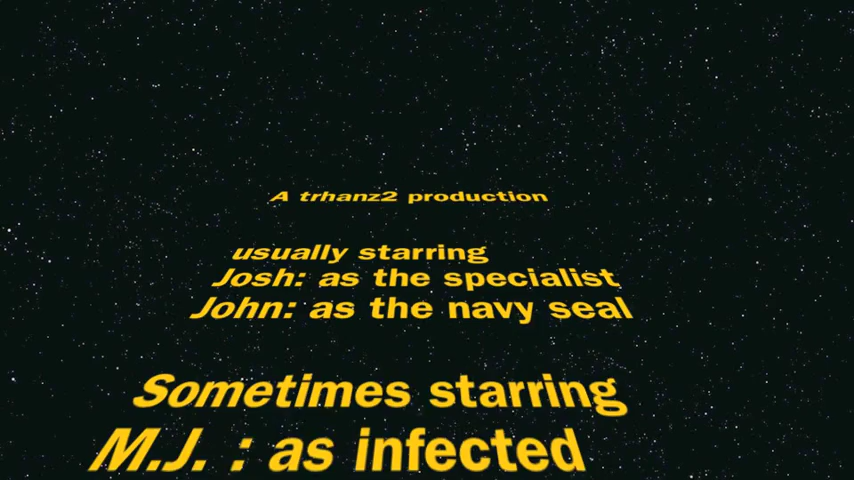 A trhanz2 production
usually starring
Josh: as the specialist
John: as the navy seal
Sometimes starring
M.J. : as infected